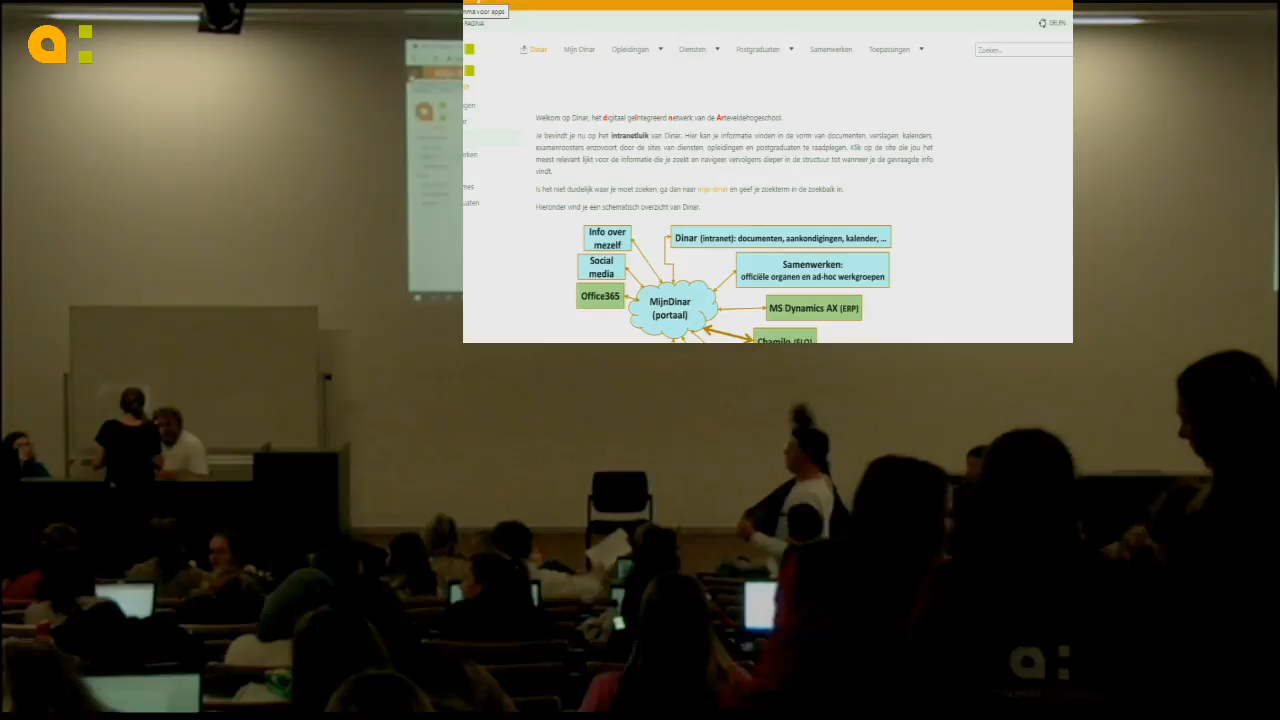 mma voor apps
PAGINA
DELEN
Dinar
Mijn Dinar
Opleidingen
Diensten
Postgraduaten
Samenwerken
Toepassingen
Zoeken...
Welkom op Dinar, het digitaal geïntegreerd netwerk van de Arteveldehogeschool.
Je bevindt je nu op het intranetluik van Dinar. Hier kan je informatie vinden in de vorm van documenten, verslagen, kalenders,
examenroosters enzovoort door de sites van diensten, opleidingen en postgraduaten te raadplegen. Klik op de site die jou het
meest relevant lijkt voor de informatie die je zoekt en navigeer vervolgens dieper in de structuur tot wanneer je de gevraagde info
vindt.
Is het niet duidelijk waar je moet zoeken, ga dan naar mijn dinar en geef je zoekterm in de zoekbalk in.
Hieronder vind je een schematisch overzicht van Dinar.
Info over
mezelf
Dinar (intranet): documenten, aankondigingen, kalender, ...
Social
media
Samenwerken:
officiële organen en ad-hoc werkgroepen
Office365
MijnDinar
(portaal)
MS Dynamics AX (ERP)
Chamilo (ELO)